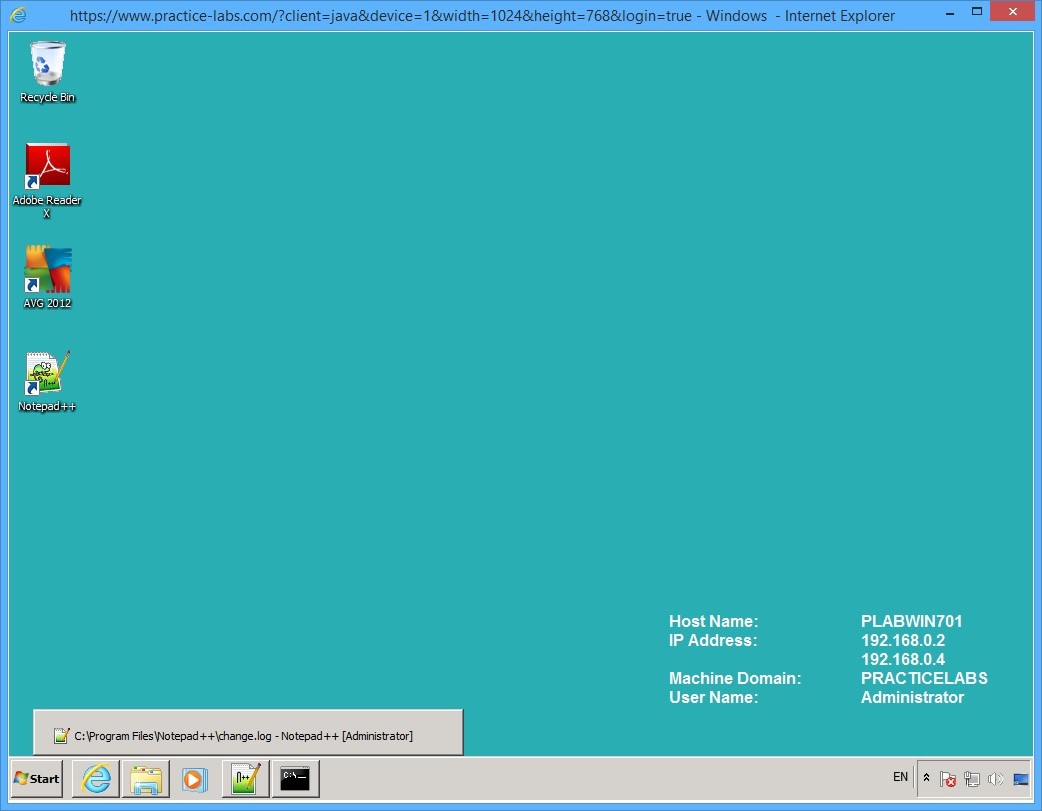 https://www.practice-labs.com/?client=java&device=1&width=1024&height=768&login=true - Windows - Internet Explorer
Recycle Bin
Adobe Reader
X
AVG 2012
Notepad++
Host Name: PLABWIN701
IP Address: 192.168.0.2
192.168.0.4
Machine Domain: PRACTICELABS
User Name: Administrator
C:\Program Files\Notepad++\change.log - Notepad++ [Administrator]
Start
n++
C:\
EN